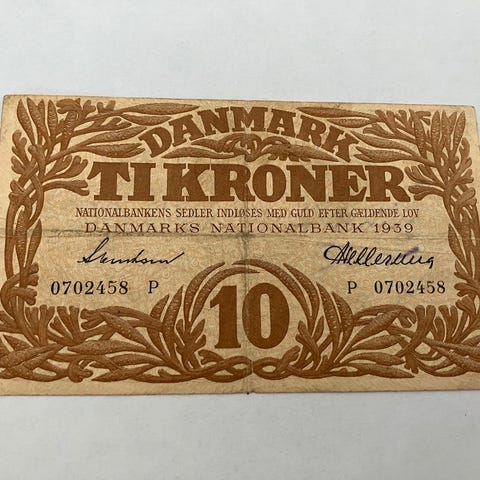 DANMARK
TI KRONER
NATIONALBANKENS SEDLER INDLØSES MED GULD EFTER GÆLDENDE LOV
DANMARKS NATIONALBANK 1939
0702458 P P 0702458
10